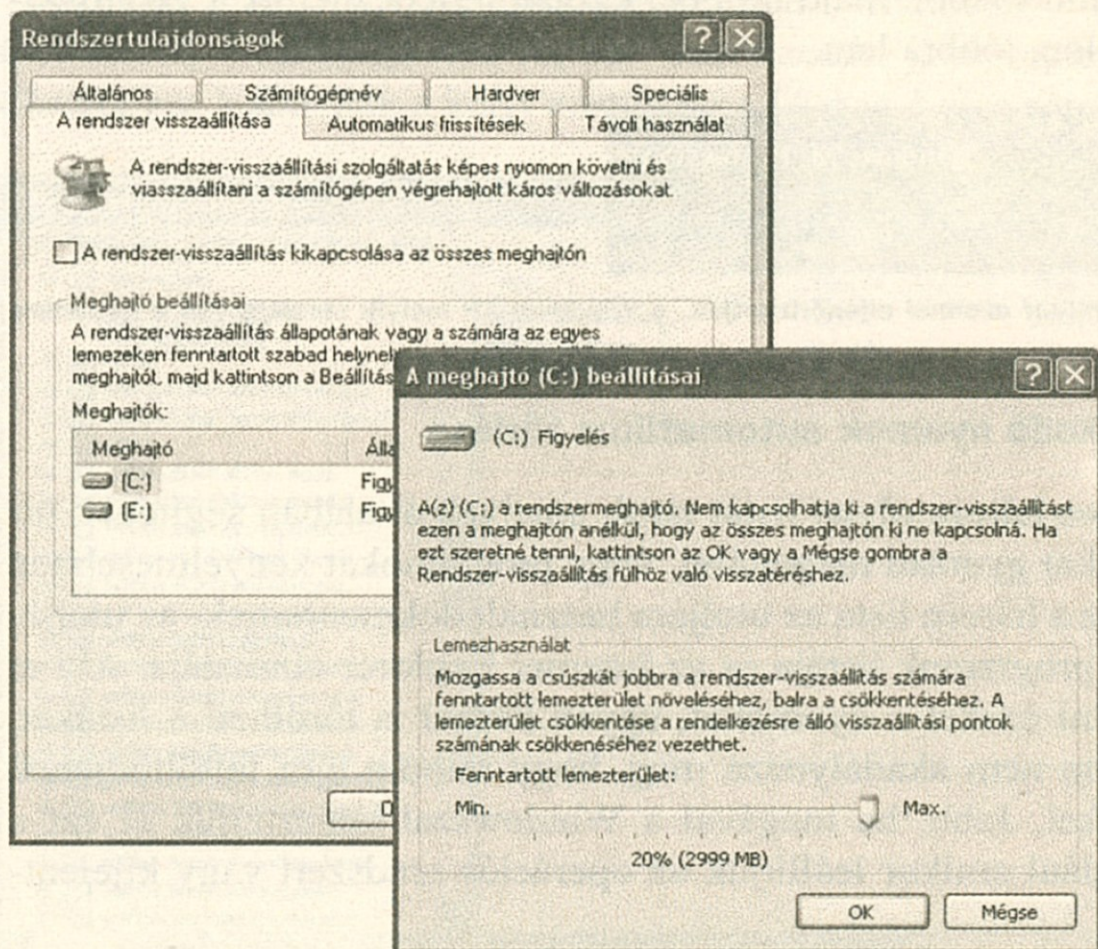 Rendszertulajdonságok
Általános Számítógépnév Hardver Speciális
A rendszer visszaállítása Automatikus frissítések Távoli használat
A rendszer-visszaállítási szolgáltatás képes nyomon követni és
viasszaállítani a számítógépen végrehajtott káros változásokat.
A rendszer-visszaállítás kikapcsolása az összes meghajtón
Meghajtó beállításai
A rendszer-visszaállítás állapotának vagy a számára az egyes
lemezeken fenntartott szabad helynek
meghajtót, majd kattintson a Beállítás
Meghajtók:
Meghajtó Álla
(C:) Figy
(E:) Figy
A meghajtó (C:) beállításai
(C:) Figyelés
A(z) (C:) a rendszermeghajtó. Nem kapcsolhatja ki a rendszer-visszaállítást
ezen a meghajtón anélkül, hogy az összes meghajtón ki ne kapcsolná. Ha
ezt szeretné tenni, kattintson az OK vagy a Mégse gombra a
Rendszer-visszaállítás fülhöz való visszatéréshez.
Lemezhasználat
Mozgassa a csúszkát jobbra a rendszer-visszaállítás számára
fenntartott lemezterület növeléséhez, balra a csökkentéséhez. A
lemezterület csökkentése a rendelkezésre álló visszaállítási pontok
számának csökkenéséhez vezethet.
Fenntartott lemezterület:
Min. Max.
20% (2999 MB)
OK Mégse